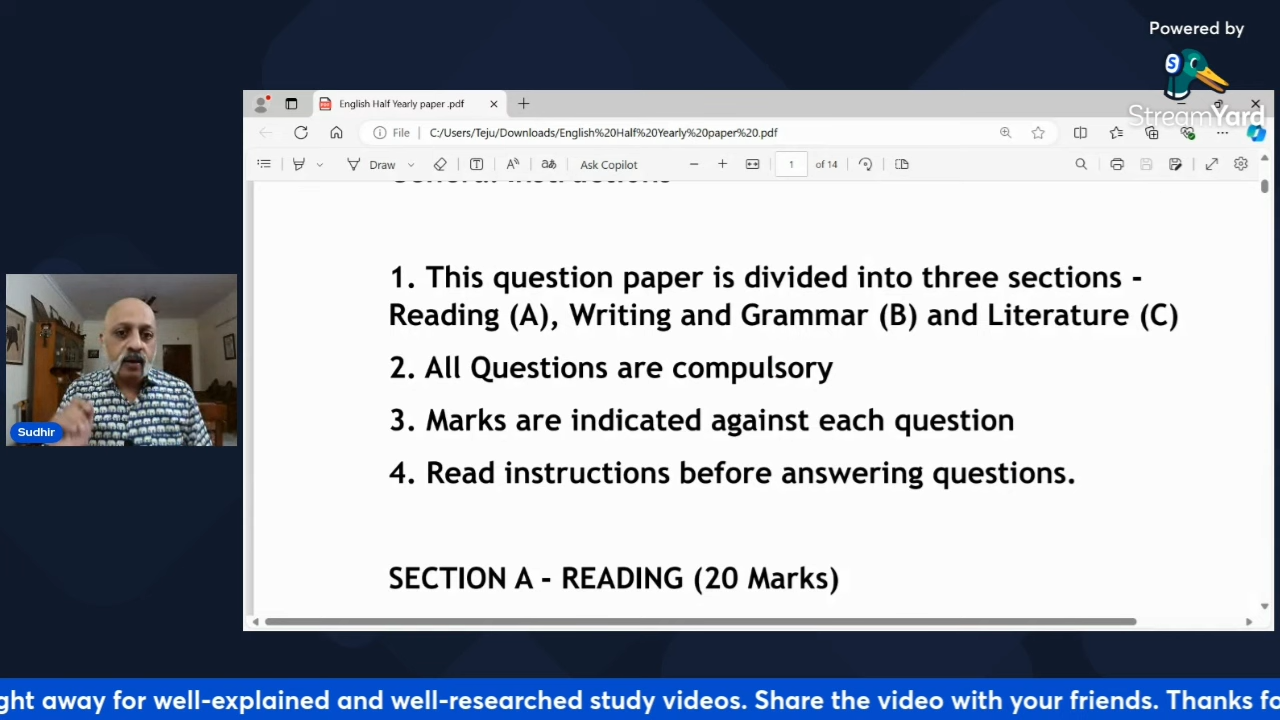 Powered by
StreamYard
English Half Yearly paper .pdf
File
C:/Users/Teju/Downloads/English%20Half%20Yearly%20paper%20.pdf
Draw
Ask Copilot
1
of 14
General Instructions
1. This question paper is divided into three sections -
Reading (A), Writing and Grammar (B) and Literature (C)
2. All Questions are compulsory
3. Marks are indicated against each question
4. Read instructions before answering questions.
SECTION A - READING (20 Marks)
Sudhir
ght away for well-explained and well-researched study videos. Share the video with your friends. Thanks fo